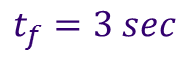 t_f = 3 sec